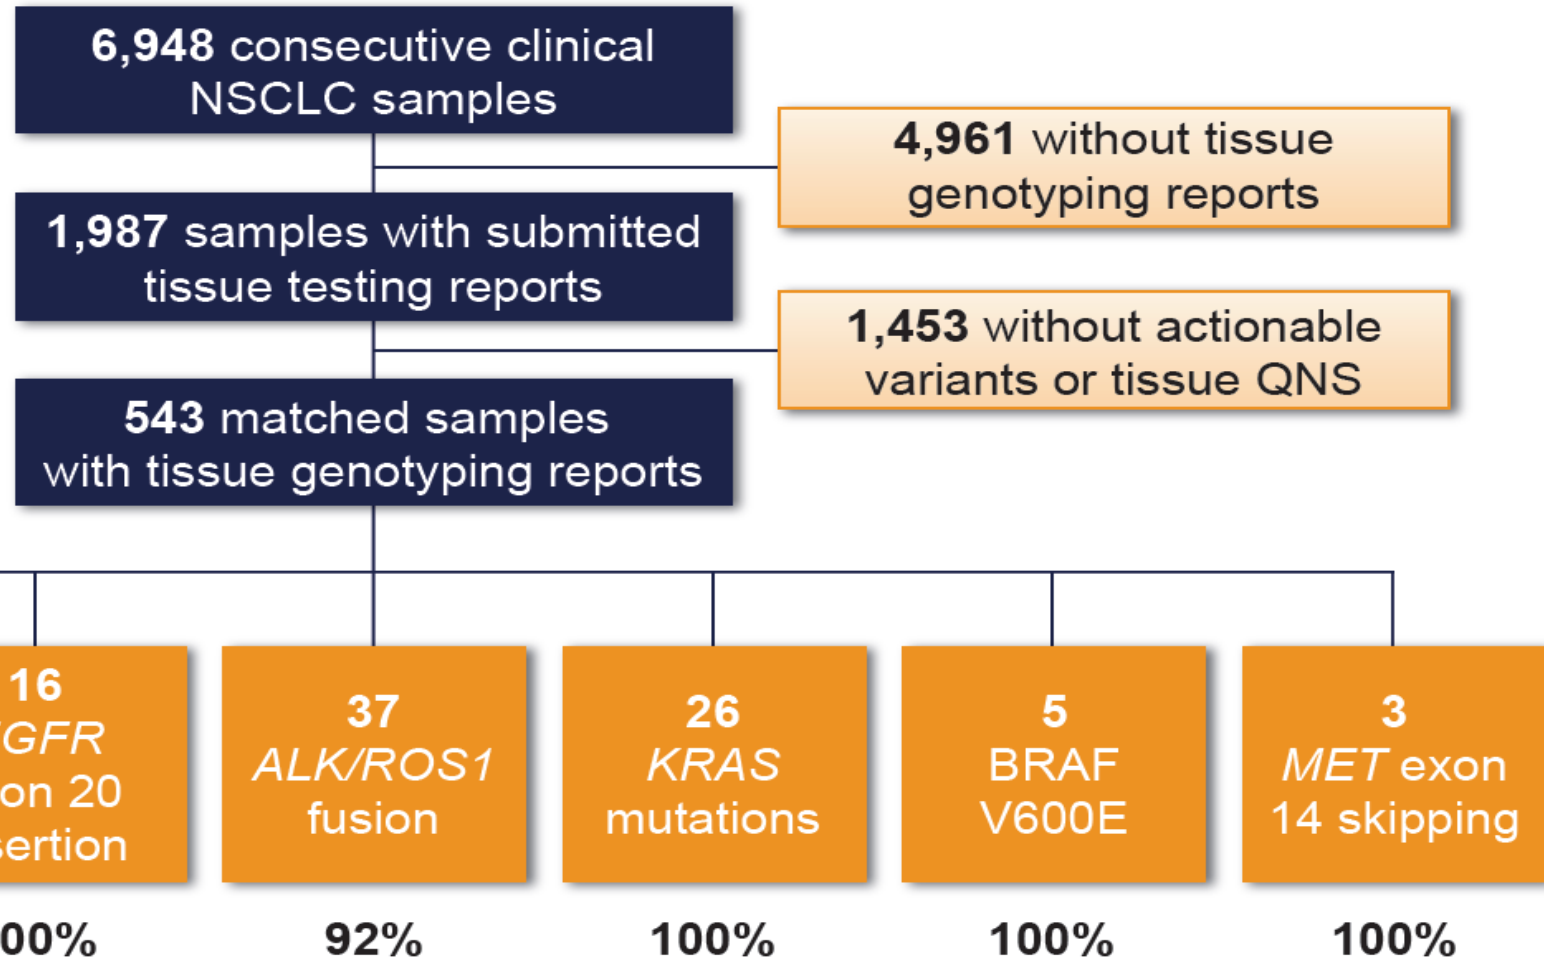 6,948 consecutive clinical
NSCLC samples
4,961 without tissue
genotyping reports
1,987 samples with submitted
tissue testing reports
1,453 without actionable
variants or tissue QNS
543 matched samples
with tissue genotyping reports
16
GFR
on 20
sertion
37
ALK/ROS1
fusion
26
KRAS
mutations
5
BRAF
V600E
3
MET exon
14 skipping
00%
92%
100%
100%
100%